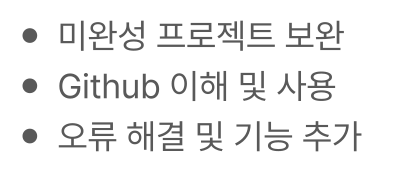 • 미완성 프로젝트 보완
• Github 이해 및 사용
• 오류 해결 및 기능 추가